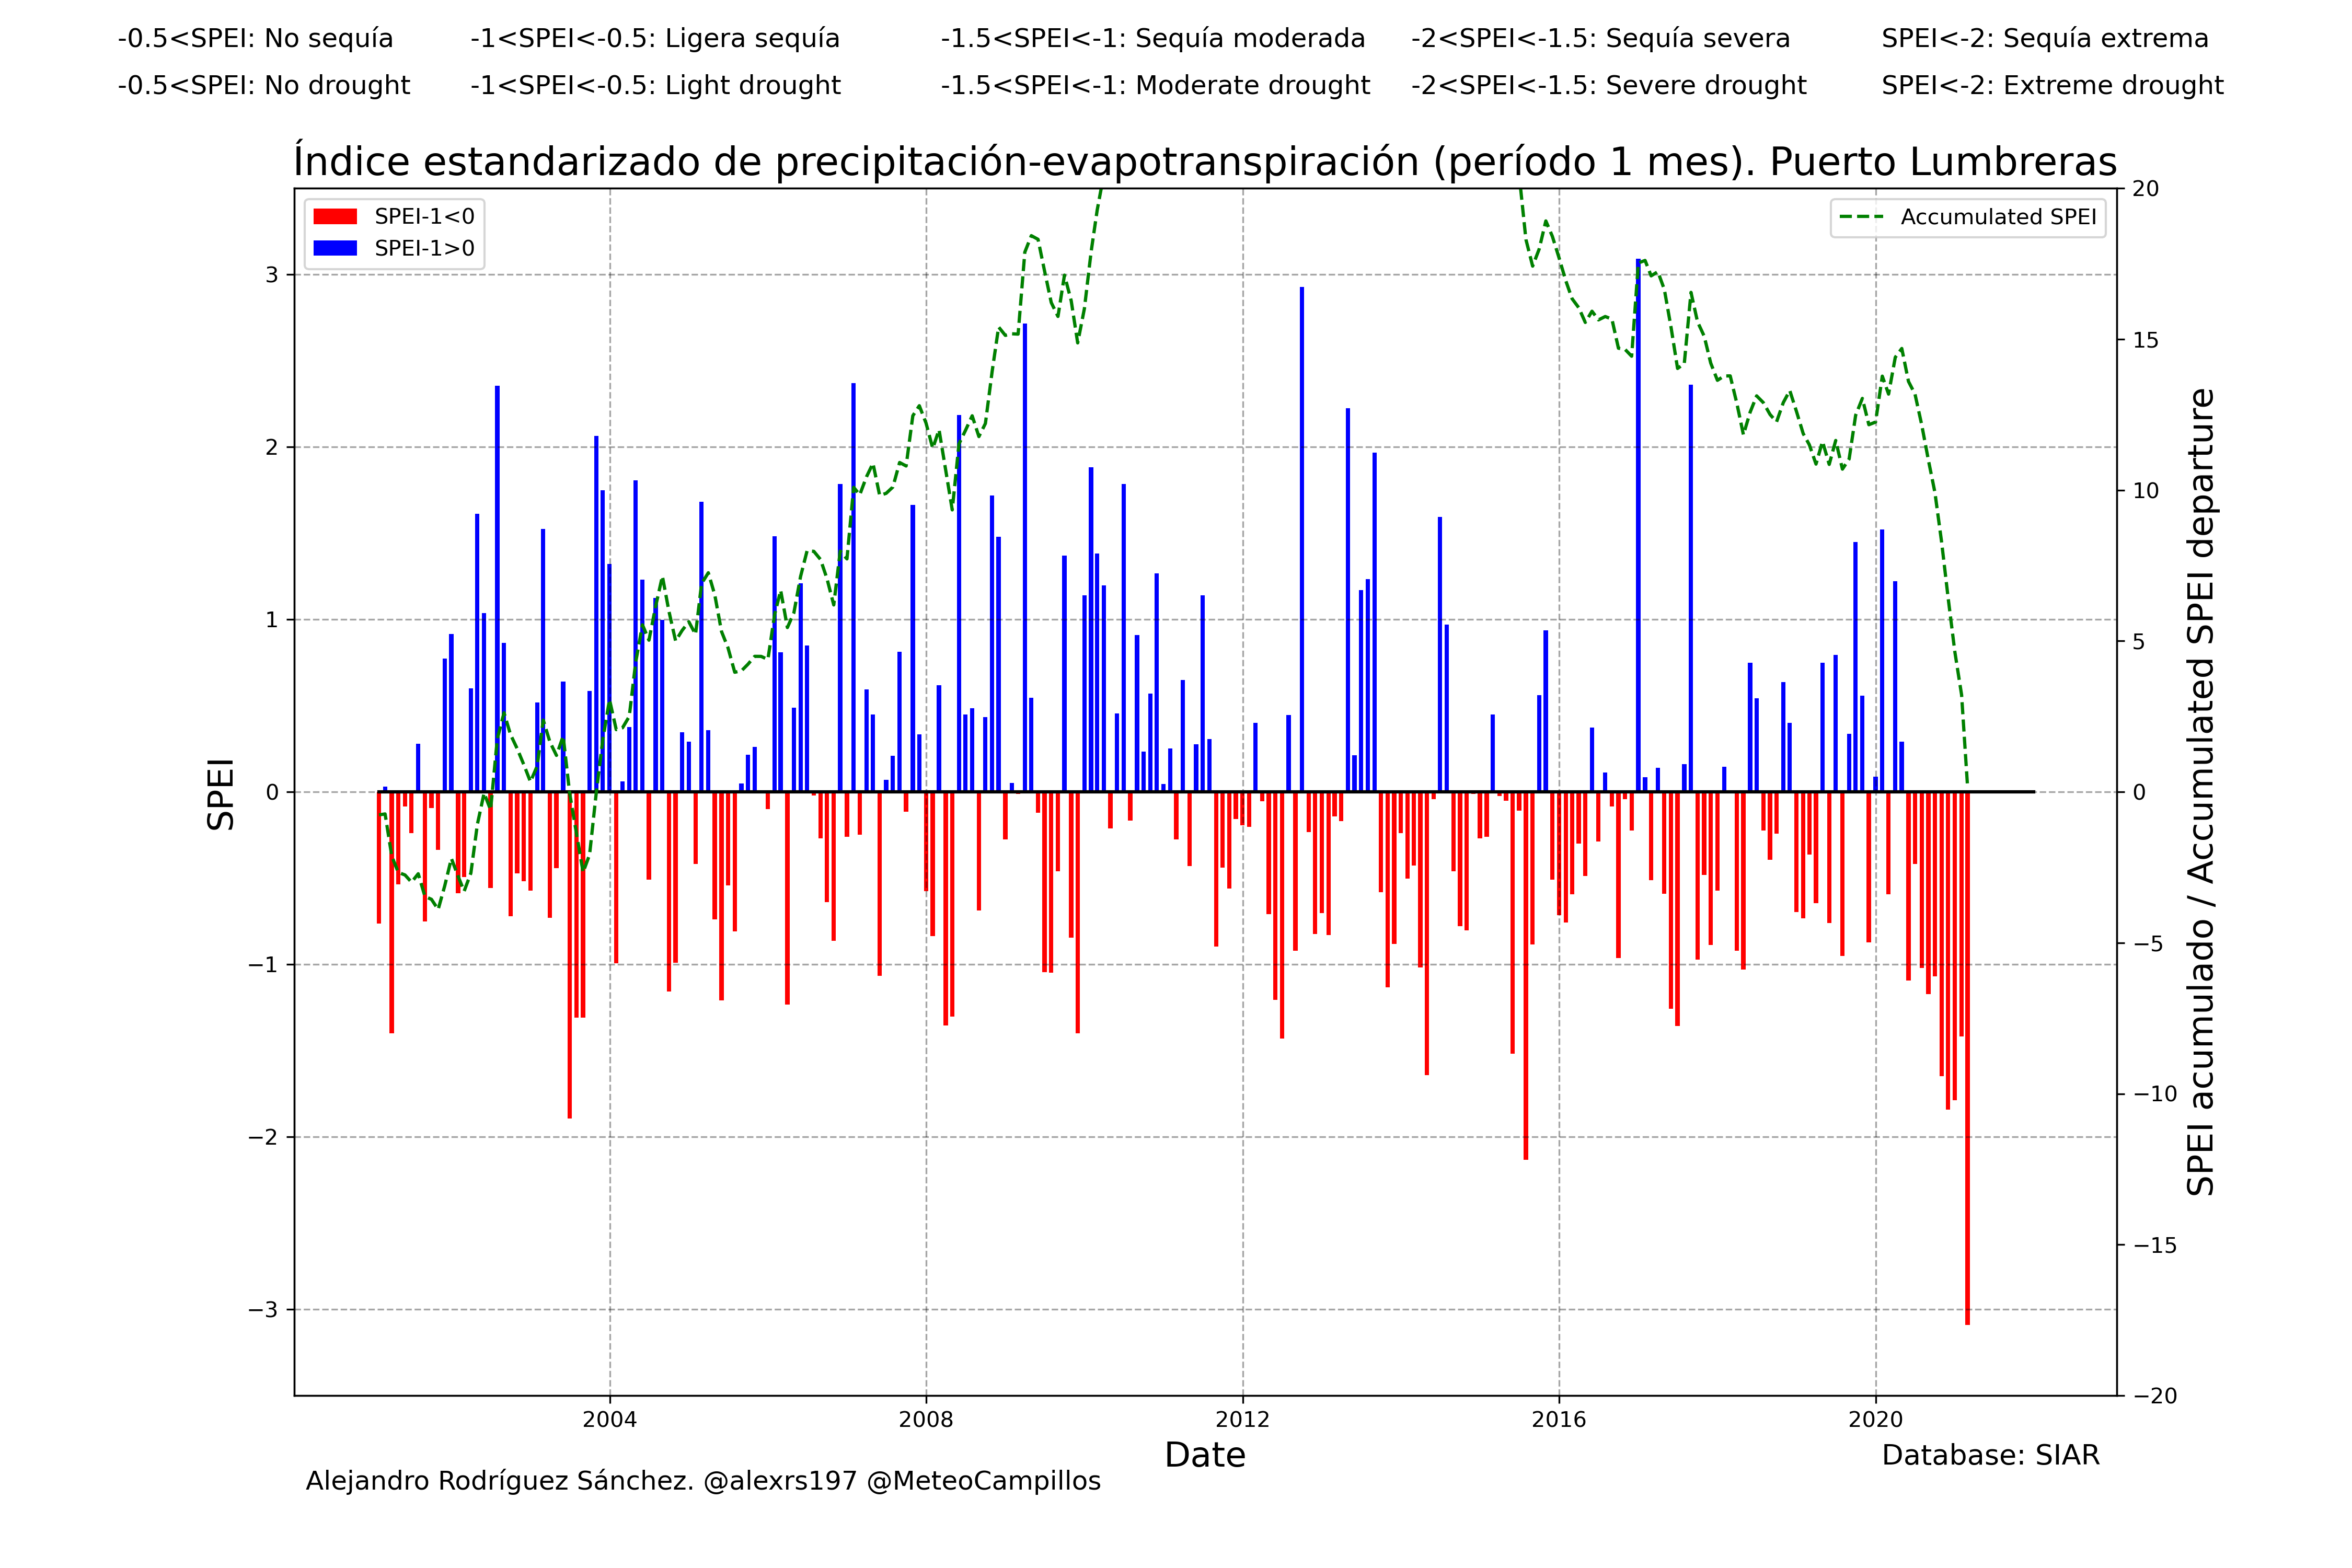 -0.5<SPEI: No sequía -1<SPEI<-0.5: Ligera sequía -1.5<SPEI<-1: Sequía moderada -2<SPEI<-1.5: Sequía severa SPEI<-2: Sequía extrema
-0.5<SPEI: No drought -1<SPEI<-0.5: Light drought -1.5<SPEI<-1: Moderate drought -2<SPEI<-1.5: Severe drought SPEI<-2: Extreme drought
Índice estandarizado de precipitación-evapotranspiración (período 1 mes). Puerto Lumbreras
SPEI-1<0
SPEI-1>0
Accumulated SPEI
SPEI
3
2
1
0
−1
−2
−3
20
15
10
5
0
−5
−10
−15
−20
SPEI acumulado / Accumulated SPEI departure
2004 2008 2012 2016 2020
Date
Database: SIAR
Alejandro Rodríguez Sánchez. @alexrs197 @MeteoCampillos